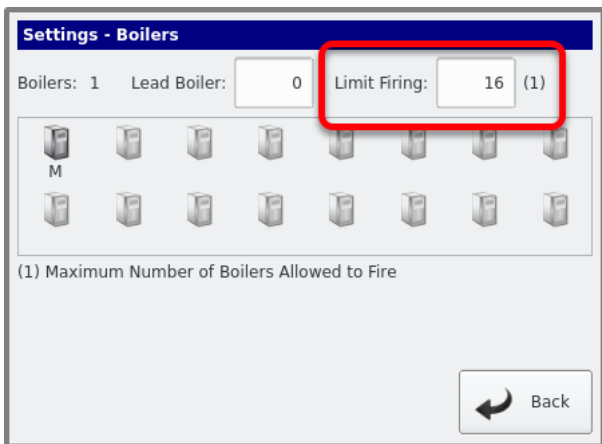 Settings - Boilers
Boilers: 1 Lead Boiler: 0 Limit Firing: 16 (1)
M
(1) Maximum Number of Boilers Allowed to Fire
Back